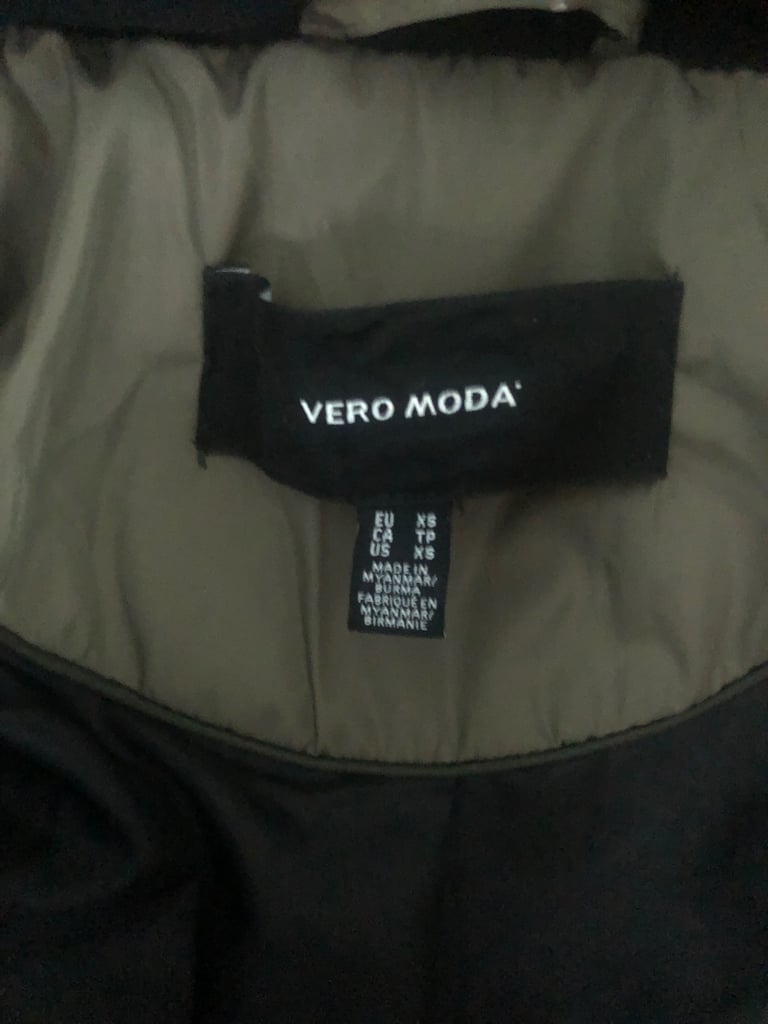 VERO MODA
EU XS
CA TP
US XS
MADE IN
MYANMAR/
BURMA
FABRIQUÉ EN
MYANMAR/
BIRMANIE